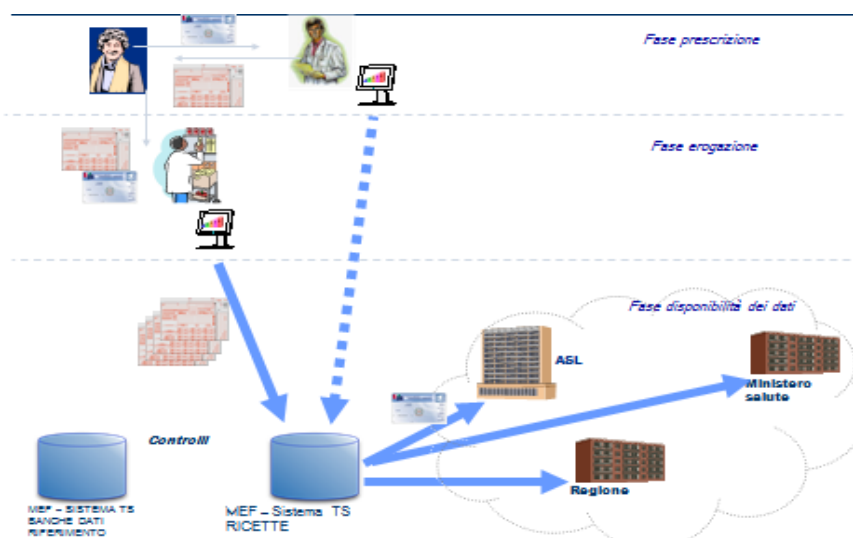 Fase prescrizione
Fase erogazione
Fase disponibilità dei dati
ASL
Ministero
salute
Controlli
Regione
MEF – SISTEMA TS
BANCHE DATI
RIFERIMENTO
MEF – Sistema TS
RICETTE